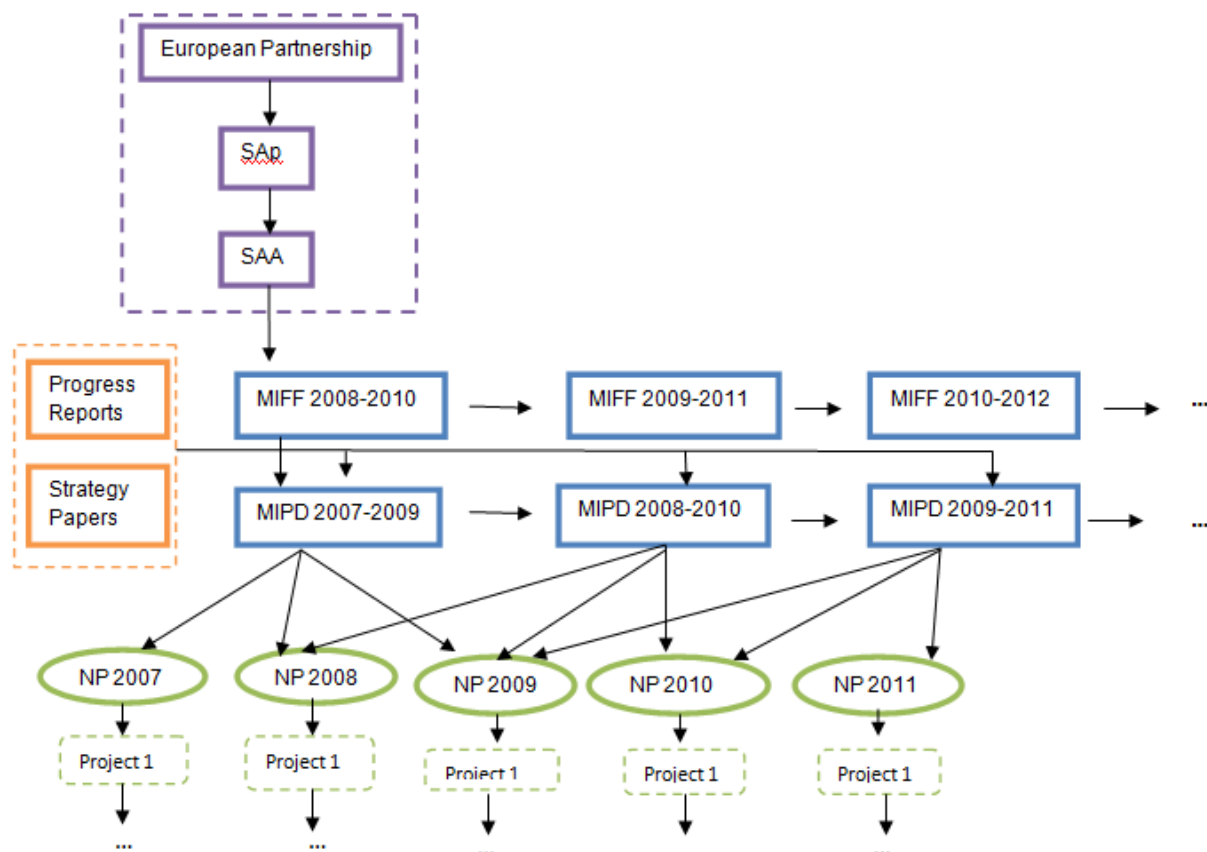 European Partnership
SAp
SAA
Progress
Reports
MIFF 2008-2010
MIFF 2009-2011
MIFF 2010-2012
...
Strategy
Papers
MIPD 2007-2009
MIPD 2008-2010
MIPD 2009-2011
...
NP 2007
NP 2008
NP 2009
NP 2010
NP 2011
Project 1
Project 1
Project 1
Project 1
Project 1
...
...
...
...
...